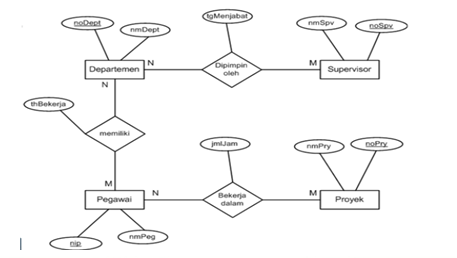 tgMenjabat
noDept
nmDept
nmSpv
noSpv
Departemen
N
Dipimpin
oleh
M
Supervisor
N
thBekerja
memiliki
jmlJam
nmPry
noPry
M
Pegawai
N
Bekerja
dalam
M
Proyek
nip
nmPeg